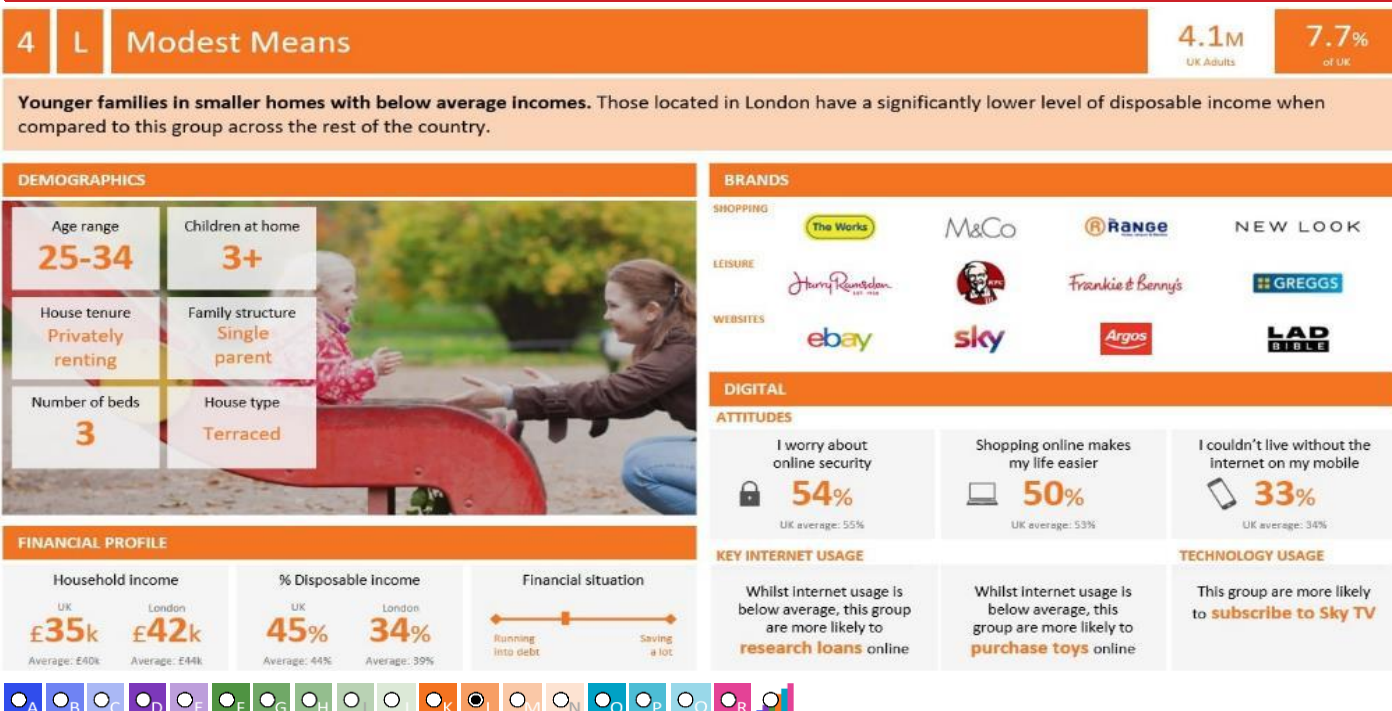 4 L Modest Means
4.1M
UK Adults
7.7%
of UK
Younger families in smaller homes with below average incomes. Those located in London have a significantly lower level of disposable income when
compared to this group across the rest of the country.
DEMOGRAPHICS
Age range
25-34
Children at home
3+
House tenure
Privately
renting
Family structure
Single
parent
Number of beds
3
House type
Terraced
FINANCIAL PROFILE
Household income
UK
£35k
Average: £40k
London
£42k
Average: £44k
% Disposable income
UK
45%
Average: 44%
London
34%
Average: 39%
Financial situation
Running
into debt
Saving
a lot
BRANDS
SHOPPING
The Works
M&Co
The Range
NEW LOOK
LEISURE
Harry Ramsden
EST. 1928
KFC
Frankie & Benny's
GREGGS
WEBSITES
ebay
sky
Argos
LAD
BIBLE
DIGITAL
ATTITUDES
I worry about
online security
54%
UK average: 55%
Shopping online makes
my life easier
50%
UK average: 53%
I couldn't live without the
internet on my mobile
33%
UK average: 34%
KEY INTERNET USAGE
Whilst internet usage is
below average, this group
are more likely to
research loans online
Whilst internet usage is
below average, this
group are more likely to
purchase toys online
TECHNOLOGY USAGE
This group are more likely
to subscribe to Sky TV
A B C D E F G H I J K L M N O P Q R